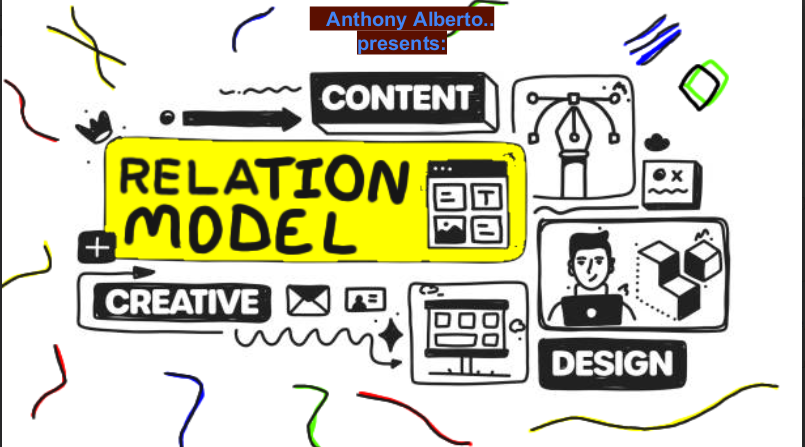 Anthony Alberto..
presents:
CONTENT
RELATION
MODEL
T
CREATIVE
DESIGN